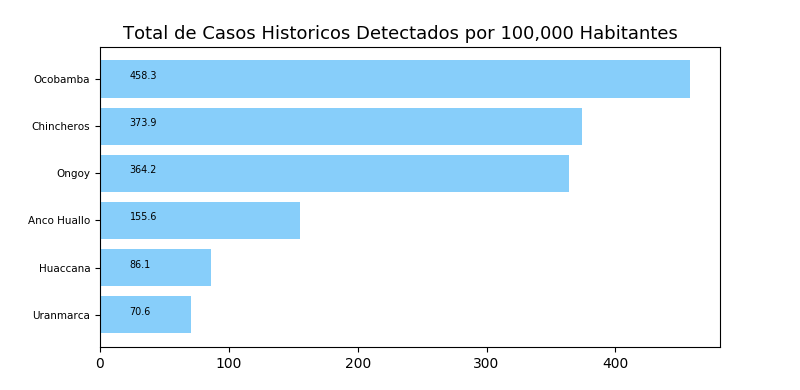 Total de Casos Historicos Detectados por 100,000 Habitantes
Ocobamba 458.3
Chincheros 373.9
Ongoy 364.2
Anco Huallo 155.6
Huaccana 86.1
Uranmarca 70.6
0 100 200 300 400